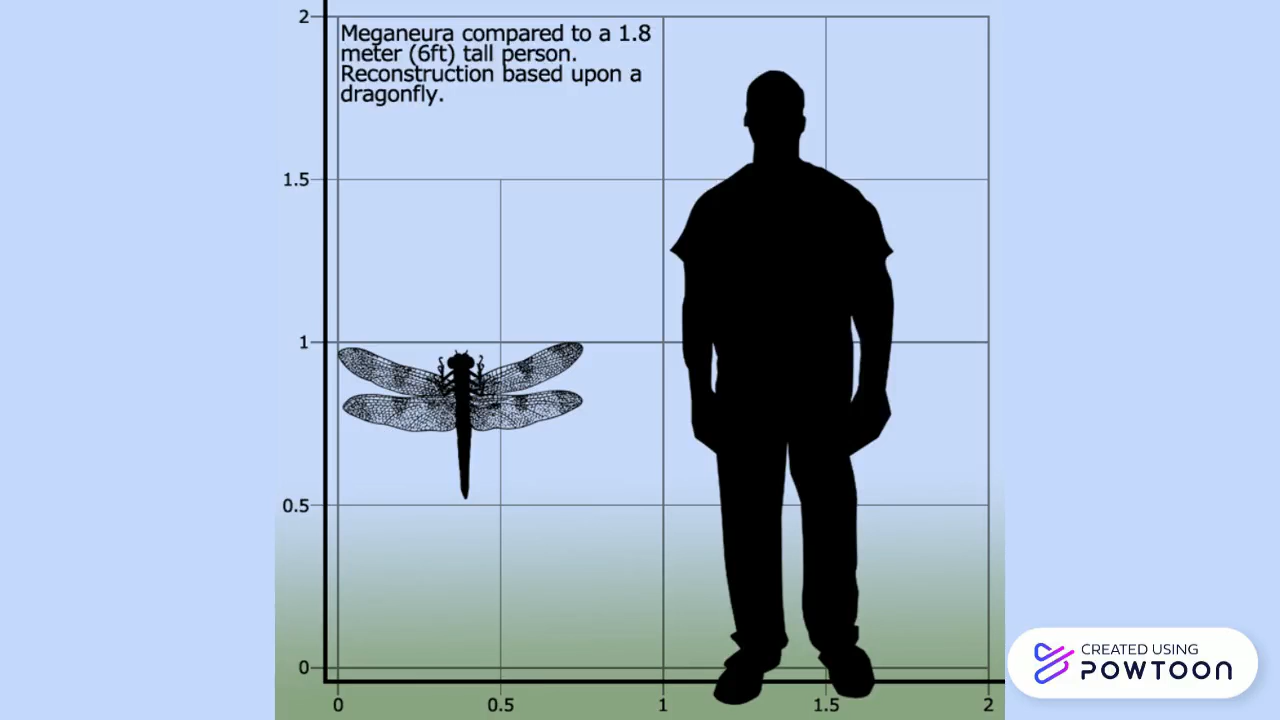 2
Meganeura compared to a 1.8
meter (6ft) tall person.
Reconstruction based upon a
dragonfly.
1.5
1
0.5
0
0 0.5 1 1.5 2
CREATED USING
POWTOON